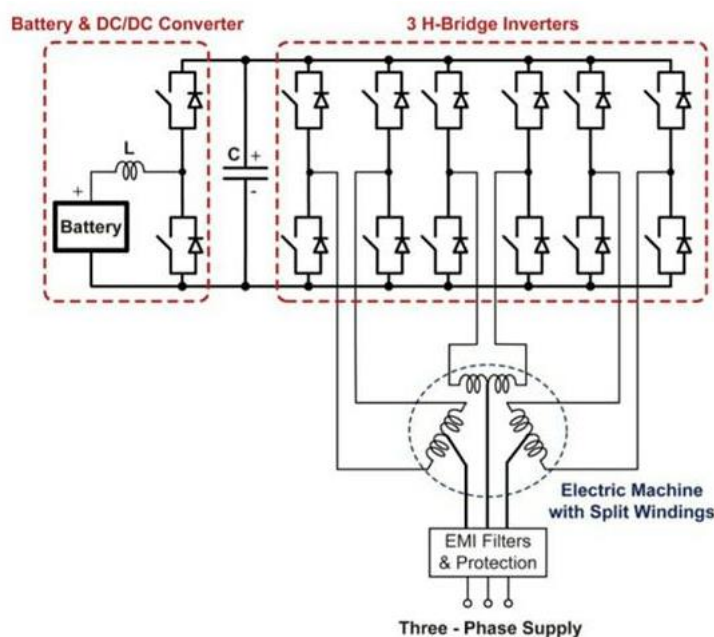 Battery & DC/DC Converter
3 H-Bridge Inverters
L
C
+
-
+
Battery
Electric Machine
with Split Windings
EMI Filters
& Protection
Three - Phase Supply